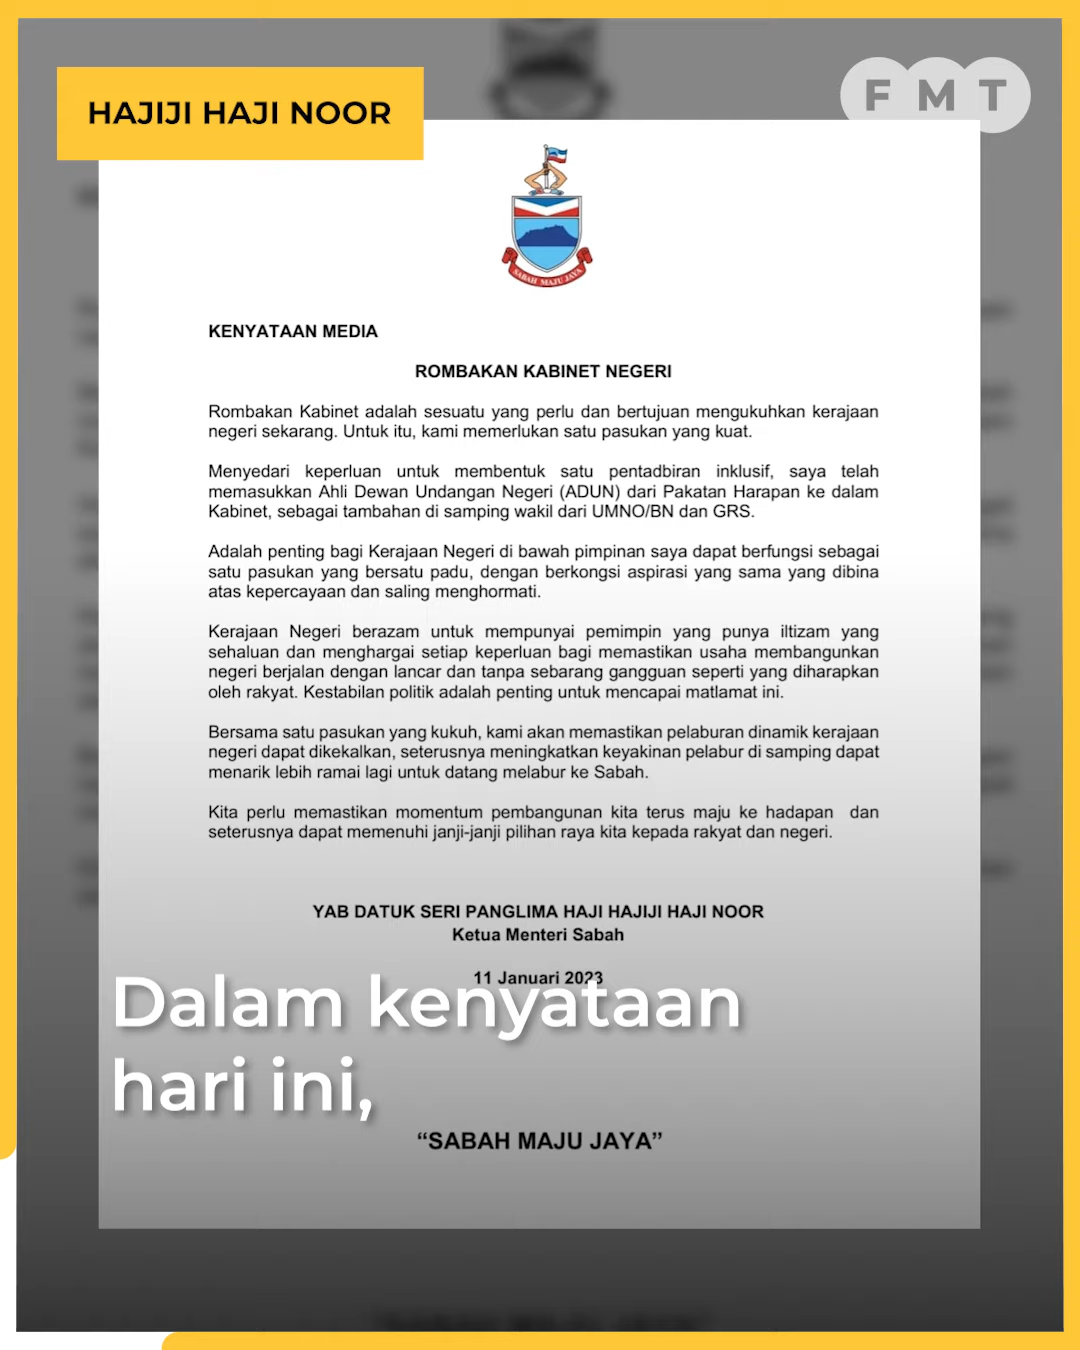 HAJIJI HAJI NOOR
FMT
SABAH MAJU JAYA
KENYATAAN MEDIA
ROMBAKAN KABINET NEGERI
Rombakan Kabinet adalah sesuatu yang perlu dan bertujuan mengukuhkan kerajaan
negeri sekarang. Untuk itu, kami memerlukan satu pasukan yang kuat.
Menyedari keperluan untuk membentuk satu pentadbiran inklusif, saya telah
memasukkan Ahli Dewan Undangan Negeri (ADUN) dari Pakatan Harapan ke dalam
Kabinet, sebagai tambahan di samping wakil dari UMNO/BN dan GRS.
Adalah penting bagi Kerajaan Negeri di bawah pimpinan saya dapat berfungsi sebagai
satu pasukan yang bersatu padu, dengan berkongsi aspirasi yang sama yang dibina
atas kepercayaan dan saling menghormati.
Kerajaan Negeri berazam untuk mempunyai pemimpin yang punya iltizam yang
sehaluan dan menghargai setiap keperluan bagi memastikan usaha membangunkan
negeri berjalan dengan lancar dan tanpa sebarang gangguan seperti yang diharapkan
oleh rakyat. Kestabilan politik adalah penting untuk mencapai matlamat ini.
Bersama satu pasukan yang kukuh, kami akan memastikan pelaburan dinamik kerajaan
negeri dapat dikekalkan, seterusnya meningkatkan keyakinan pelabur di samping dapat
menarik lebih ramai lagi untuk datang melabur ke Sabah.
Kita perlu memastikan momentum pembangunan kita terus maju ke hadapan dan
seterusnya dapat memenuhi janji-janji pilihan raya kita kepada rakyat dan negeri.
YAB DATUK SERI PANGLIMA HAJI HAJIJI HAJI NOOR
Ketua Menteri Sabah
11 Januari 2023
Dalam kenyataan
hari ini,
“SABAH MAJU JAYA”